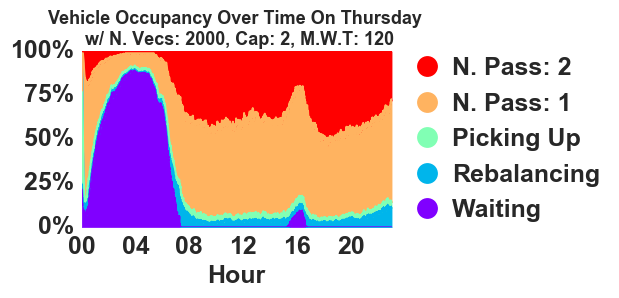 Vehicle Occupancy Over Time On Thursday
w/ N. Vecs: 2000, Cap: 2, M.W.T: 120
100%
75%
50%
25%
0%
00 04 08 12 16 20
Hour
N. Pass: 2
N. Pass: 1
Picking Up
Rebalancing
Waiting